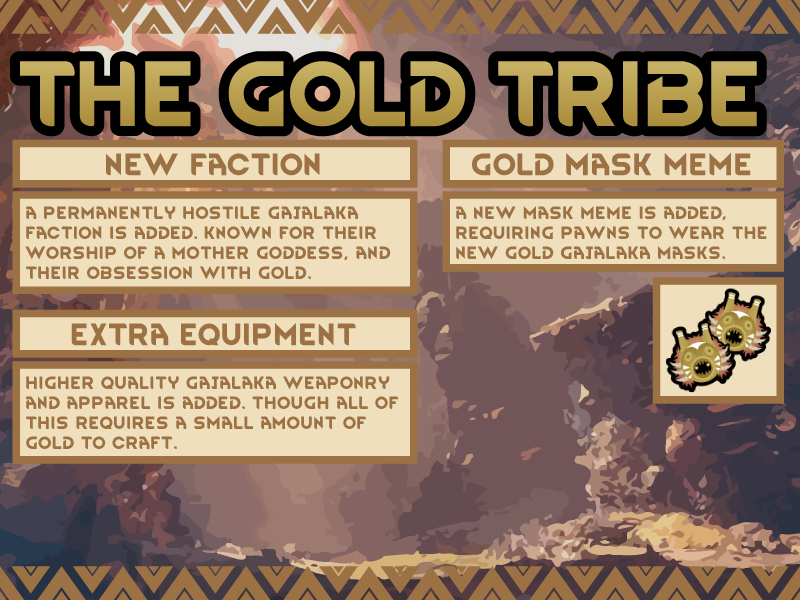 THE GOLD TRIBE
NEW FACTION
A PERMANENTLY HOSTILE GAJALAKA
FACTION IS ADDED. KNOWN FOR THEIR
WORSHIP OF A MOTHER GODDESS, AND
THEIR OBSESSION WITH GOLD.
EXTRA EQUIPMENT
HIGHER QUALITY GAJALAKA WEAPONRY
AND APPAREL IS ADDED. THOUGH ALL OF
THIS REQUIRES A SMALL AMOUNT OF
GOLD TO CRAFT.
GOLD MASK MEME
A NEW MASK MEME IS ADDED,
REQUIRING PAWNS TO WEAR THE
NEW GOLD GAJALAKA MASKS.